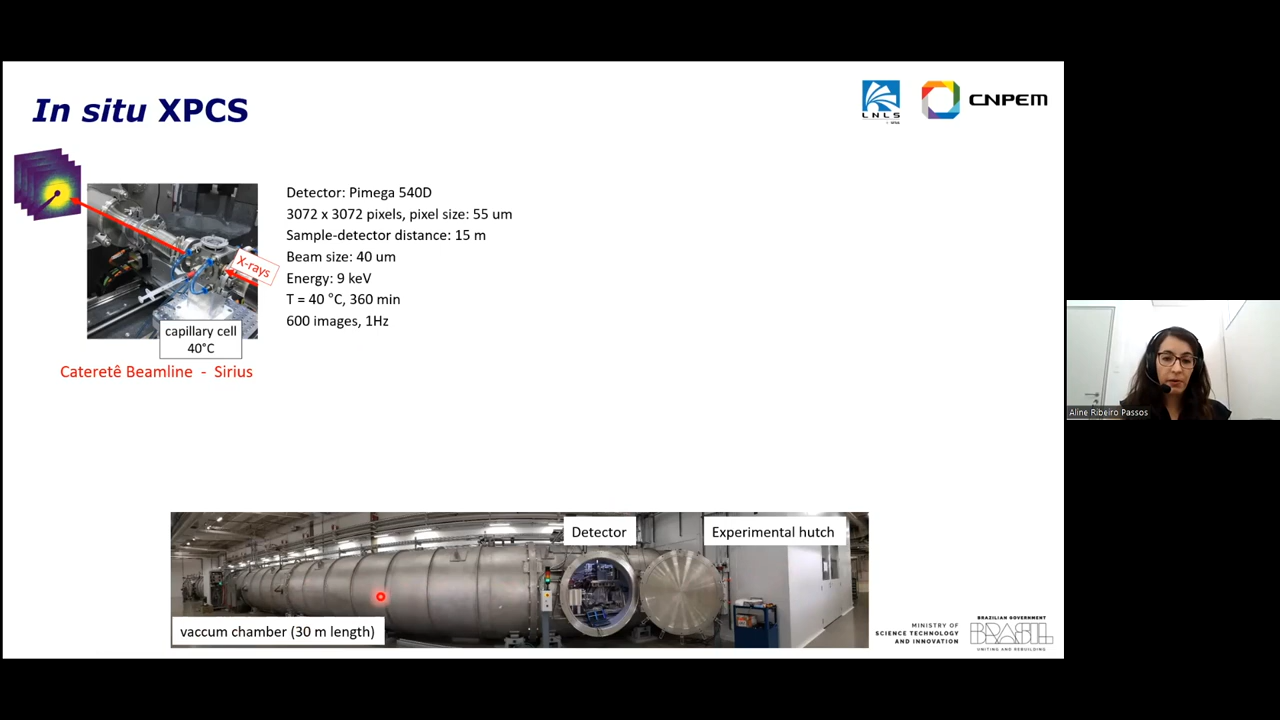 In situ XPCS
LNLS
CNPEM
Detector: Pimega 540D
3072 x 3072 pixels, pixel size: 55 um
Sample-detector distance: 15 m
Beam size: 40 um
Energy: 9 keV
T = 40 °C, 360 min
600 images, 1Hz
X-rays
capillary cell
40°C
Cateretê Beamline - Sirius
Aline Ribeiro Passos
Detector
Experimental hutch
vaccum chamber (30 m length)
MINISTRY OF
SCIENCE TECHNOLOGY
AND INNOVATION
BRAZILIAN GOVERNMENT
BRASIL
UNITING AND REBUILDING